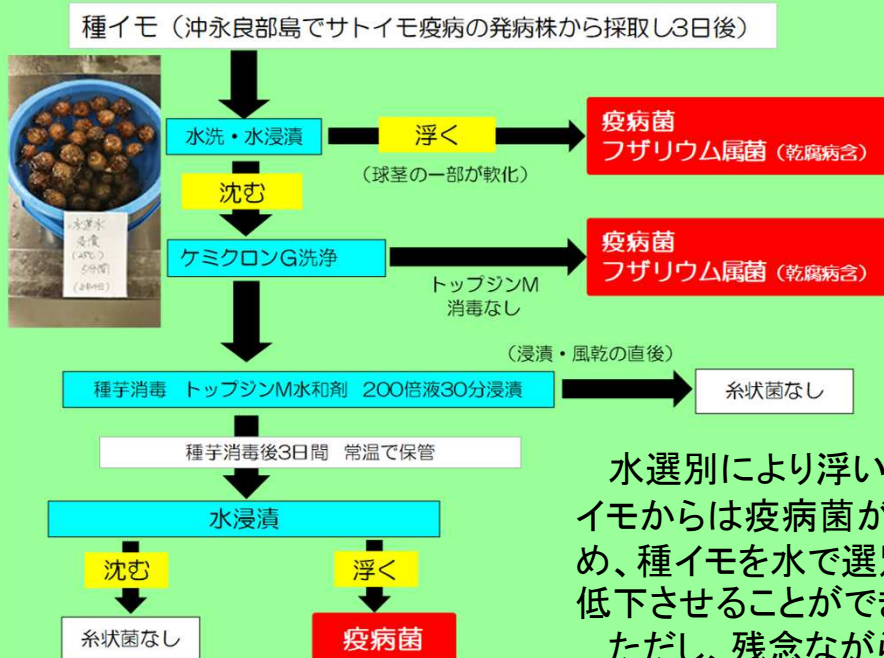 種イモ（沖永良部島でサトイモ疫病の発病株から採取し3日後）
水洗・水浸漬
浮く
疫病菌
フザリウム属菌（乾腐病含）
（球茎の一部が軟化）
沈む
ケミクロンG洗浄
疫病菌
フザリウム属菌（乾腐病含）
トップジンM
消毒なし
（浸漬・風乾の直後）
種芋消毒　トップジンM水和剤　200倍液30分浸漬
糸状菌なし
種芋消毒後3日間　常温で保管
水浸漬
沈む
浮く
糸状菌なし
疫病菌
水選別により浮い
イモからは疫病菌が
め、種イモを水で選
低下させることができ
ただし、残念ながら
(25℃)
5分間